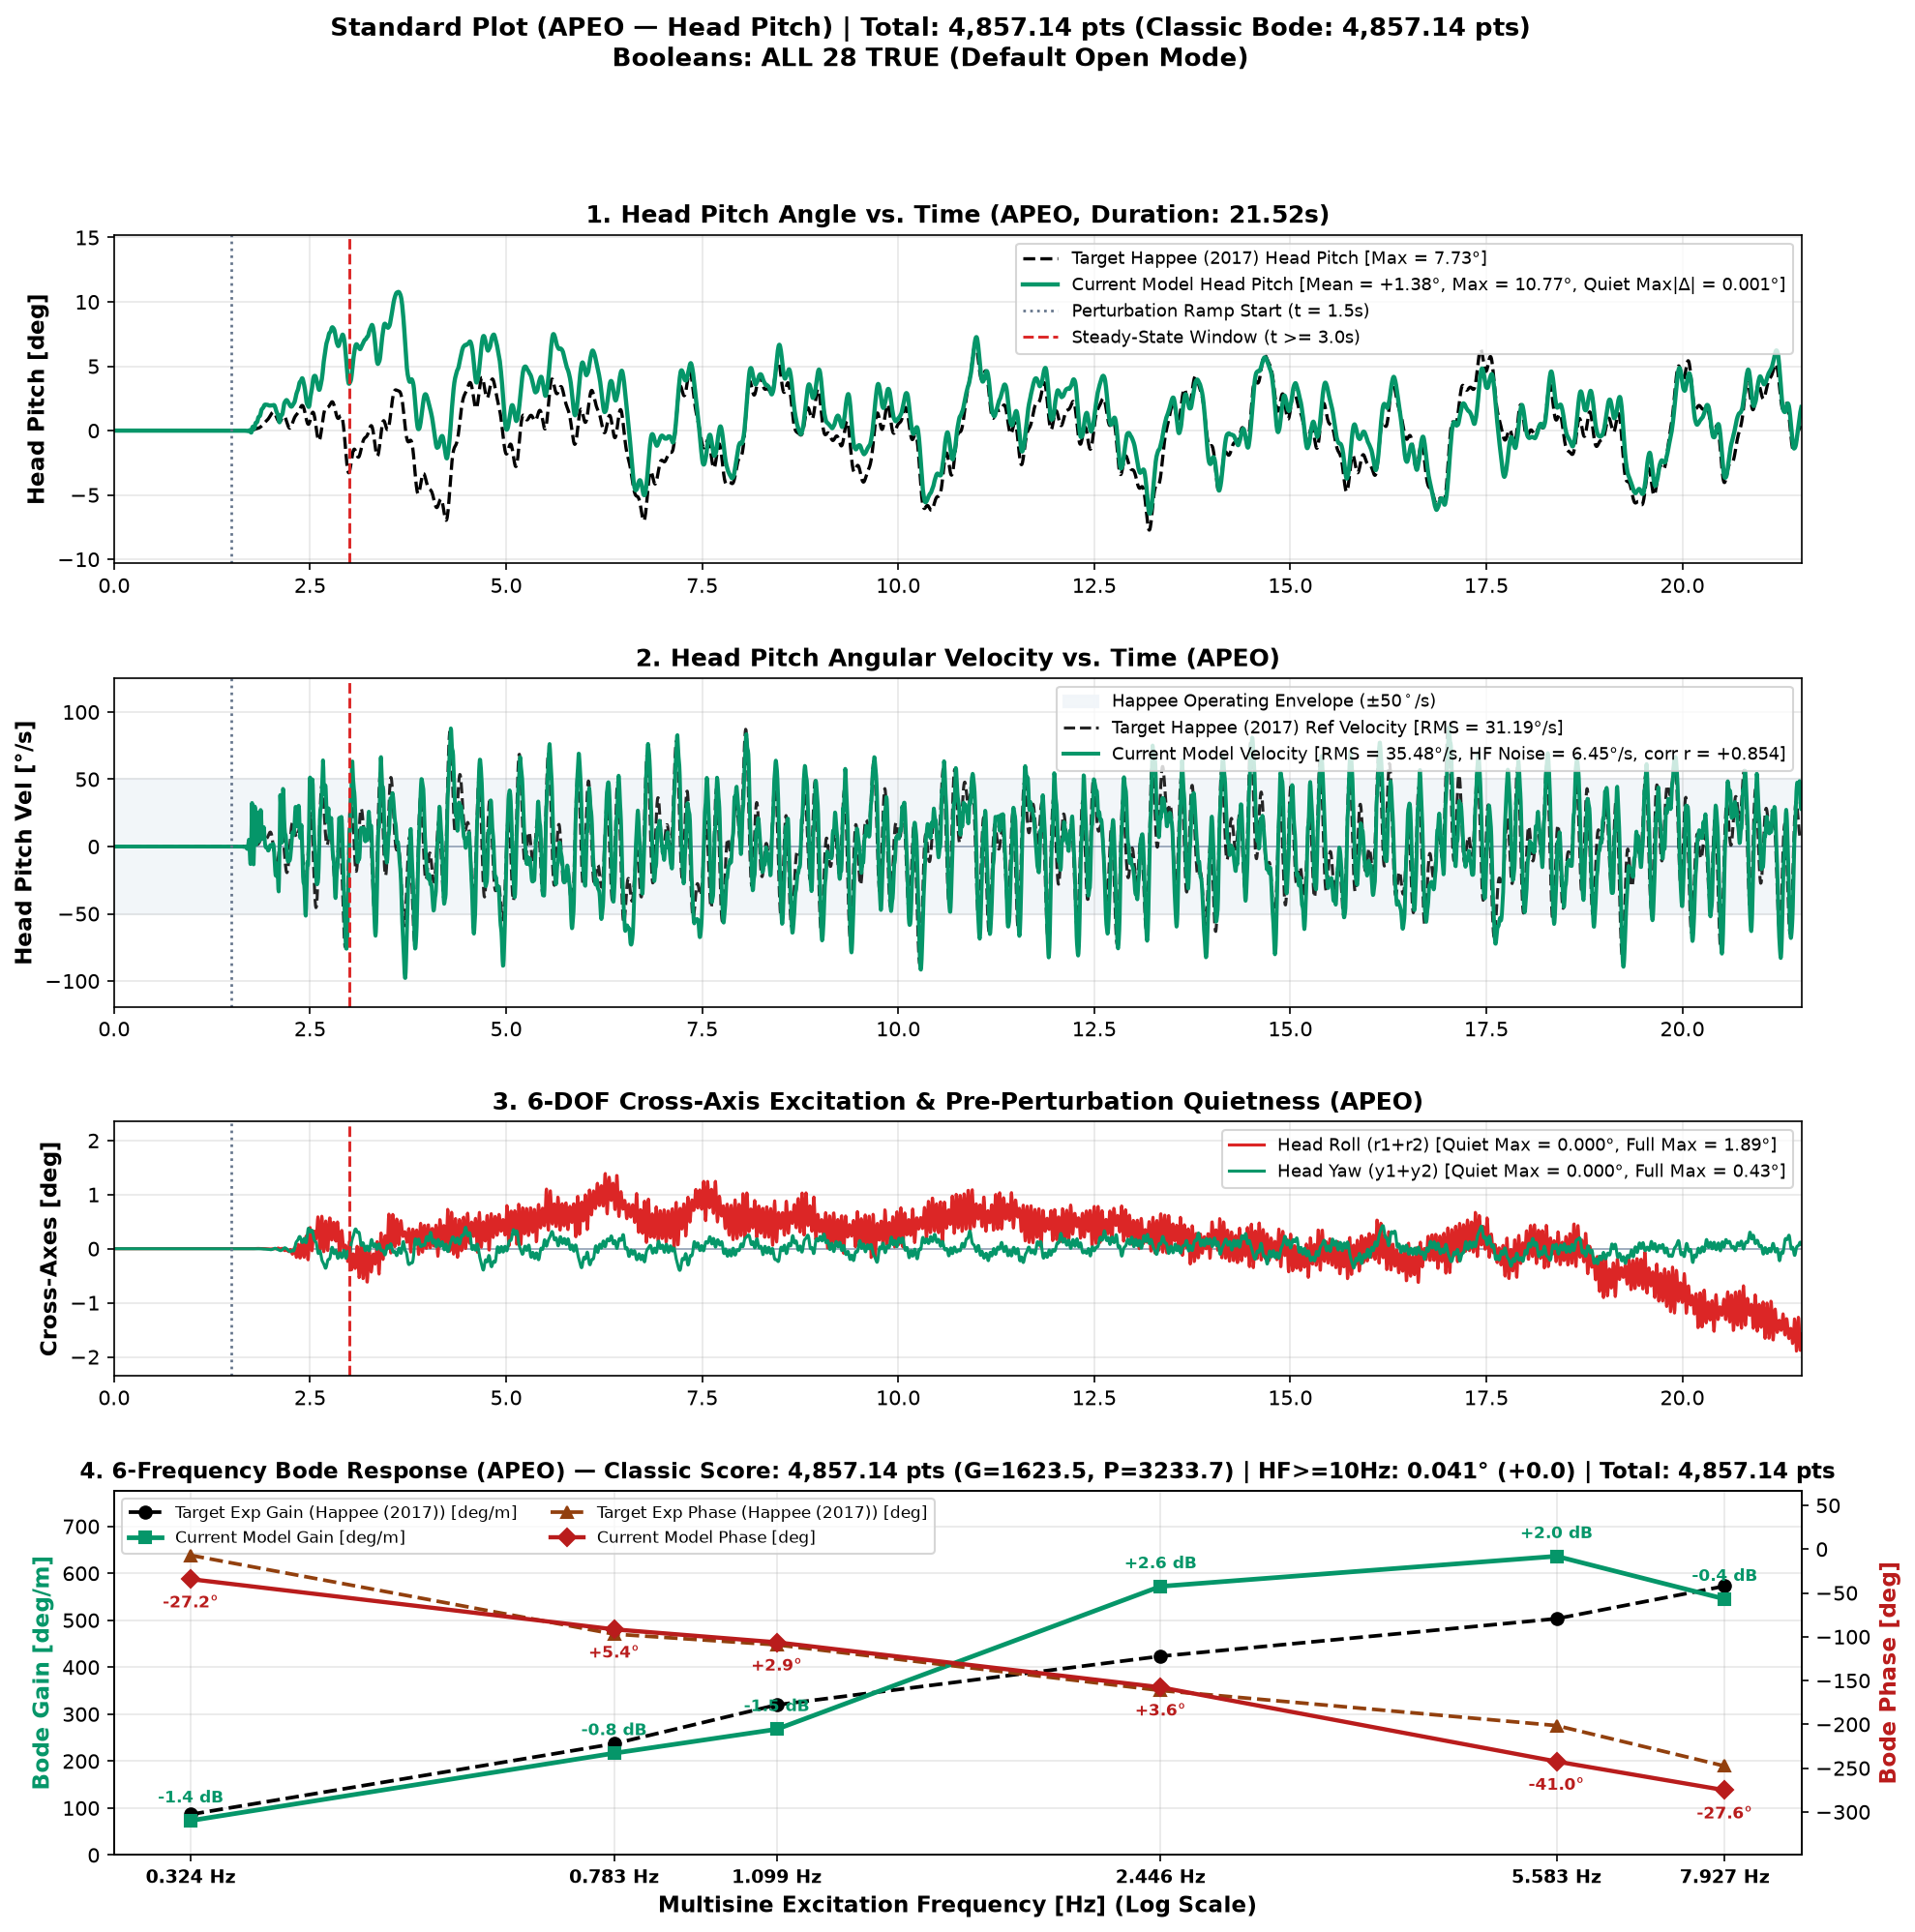 Standard Plot (APEO — Head Pitch) | Total: 4,857.14 pts (Classic Bode: 4,857.14 pts)
Booleans: ALL 28 TRUE (Default Open Mode)
1. Head Pitch Angle vs. Time (APEO, Duration: 21.52s)
Head Pitch [deg]
15
10
5
0
−5
−10
Target Happee (2017) Head Pitch [Max = 7.73°]
Current Model Head Pitch [Mean = +1.38°, Max = 10.77°, Quiet Max|Δ| = 0.001°]
Perturbation Ramp Start (t = 1.5s)
Steady-State Window (t >= 3.0s)
0.0 2.5 5.0 7.5 10.0 12.5 15.0 17.5 20.0
2. Head Pitch Angular Velocity vs. Time (APEO)
Head Pitch Vel [°/s]
100
50
0
−50
−100
Happee Operating Envelope (±50°/s)
Target Happee (2017) Ref Velocity [RMS = 31.19°/s]
Current Model Velocity [RMS = 35.48°/s, HF Noise = 6.45°/s, corr r = +0.854]
0.0 2.5 5.0 7.5 10.0 12.5 15.0 17.5 20.0
3. 6-DOF Cross-Axis Excitation & Pre-Perturbation Quietness (APEO)
Cross-Axes [deg]
2
1
0
−1
−2
Head Roll (r1+r2) [Quiet Max = 0.000°, Full Max = 1.89°]
Head Yaw (y1+y2) [Quiet Max = 0.000°, Full Max = 0.43°]
0.0 2.5 5.0 7.5 10.0 12.5 15.0 17.5 20.0
4. 6-Frequency Bode Response (APEO) — Classic Score: 4,857.14 pts (G=1623.5, P=3233.7) | HF>=10Hz: 0.041° (+0.0) | Total: 4,857.14 pts
Bode Gain [deg/m]
700
600
500
400
300
200
100
0
Target Exp Gain (Happee (2017)) [deg/m]
Current Model Gain [deg/m]
Target Exp Phase (Happee (2017)) [deg]
Current Model Phase [deg]
-1.4 dB
-0.8 dB
+2.6 dB
+2.0 dB
-0.4 dB
-27.2°
+5.4°
+2.9°
+3.6°
-41.0°
-27.6°
50
0
−50
−100
−150
−200
−250
−300
Bode Phase [deg]
0.324 Hz 0.783 Hz 1.099 Hz 2.446 Hz 5.583 Hz 7.927 Hz
Multisine Excitation Frequency [Hz] (Log Scale)